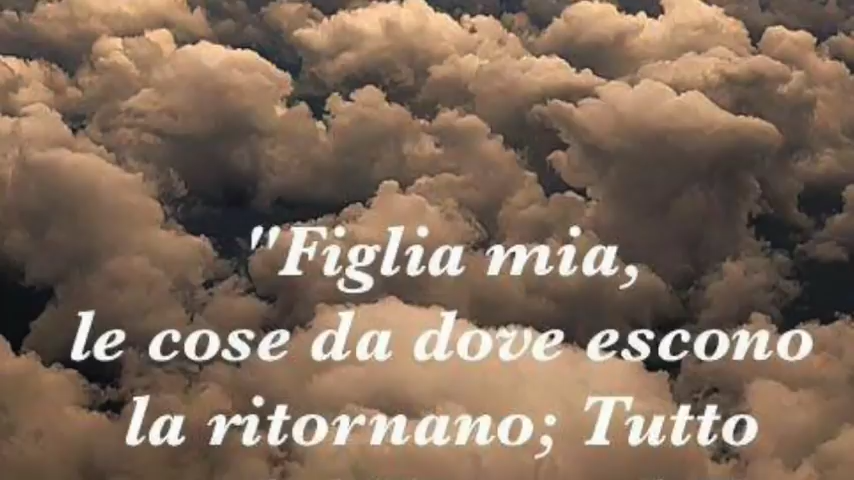 "Figlia mia,
le cose da dove escono
la ritornano; Tutto